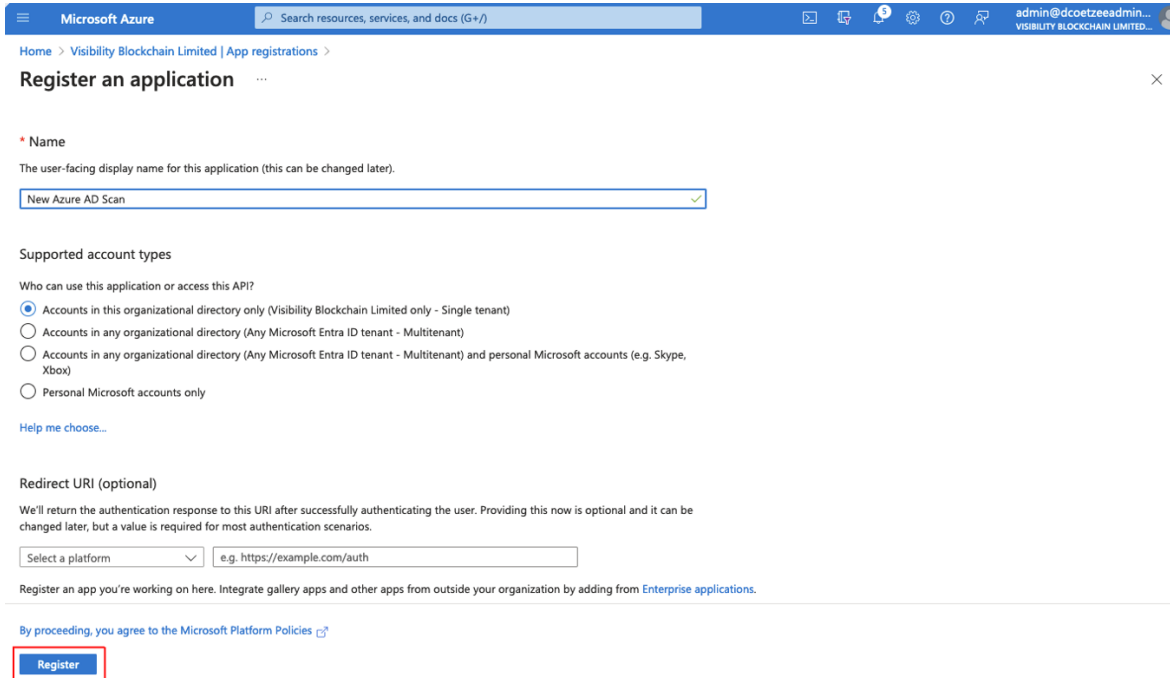 Microsoft Azure
Search resources, services, and docs (G+/)
5
admin@dcoetzeeadmin...
VISIBILITY BLOCKCHAIN LIMITED...
Home > Visibility Blockchain Limited | App registrations >
Register an application ...
* Name
The user-facing display name for this application (this can be changed later).
New Azure AD Scan
Supported account types
Who can use this application or access this API?
Accounts in this organizational directory only (Visibility Blockchain Limited only - Single tenant)
Accounts in any organizational directory (Any Microsoft Entra ID tenant - Multitenant)
Accounts in any organizational directory (Any Microsoft Entra ID tenant - Multitenant) and personal Microsoft accounts (e.g. Skype,
Xbox)
Personal Microsoft accounts only
Help me choose...
Redirect URI (optional)
We'll return the authentication response to this URI after successfully authenticating the user. Providing this now is optional and it can be
changed later, but a value is required for most authentication scenarios.
Select a platform
e.g. https://example.com/auth
Register an app you're working on here. Integrate gallery apps and other apps from outside your organization by adding from Enterprise applications.
By proceeding, you agree to the Microsoft Platform Policies
Register